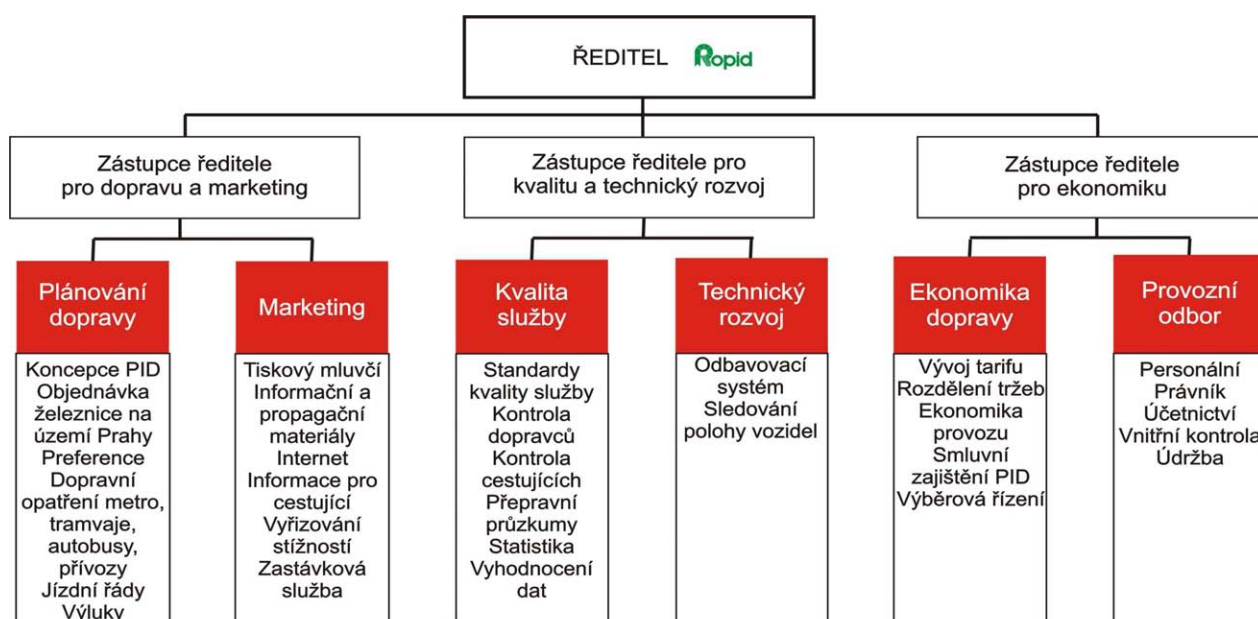 ŘEDITEL Ropid
Zástupce ředitele
pro dopravu a marketing
Zástupce ředitele pro
kvalitu a technický rozvoj
Zástupce ředitele
pro ekonomiku
Plánování
dopravy
Koncepce PID
Objednávka
železnice na
území Prahy
Preference
Dopravní
opatření metro,
tramvaje,
autobusy,
přívozy
Jízdní řády
Výluky
Marketing
Tiskový mluvčí
Informační a
propagační
materiály
Internet
Informace pro
cestující
Vyřizování
stížností
Zastávková
služba
Kvalita
služby
Standardy
kvality služby
Kontrola
dopravců
Kontrola
cestujících
Přepravní
průzkumy
Statistika
Vyhodnocení
dat
Technický
rozvoj
Odbavovací
systém
Sledování
polohy vozidel
Ekonomika
dopravy
Vývoj tarifu
Rozdělení tržeb
Ekonomika
provozu
Smluvní
zajištění PID
Výběrová řízení
Provozní
odbor
Personální
Právník
Účetnictví
Vnitřní kontrola
Údržba